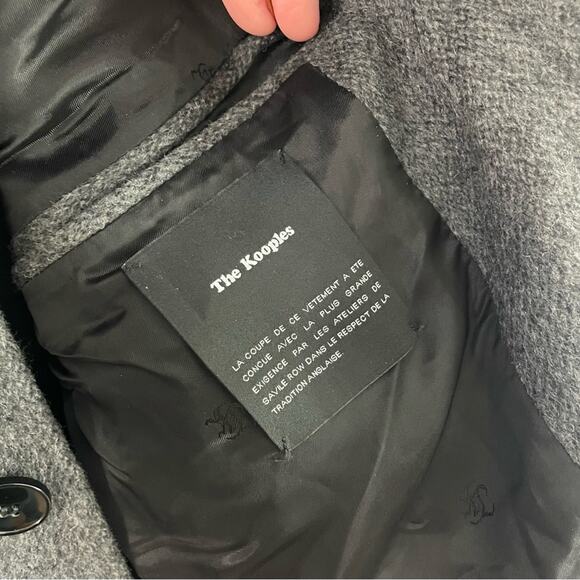 The Kooples
LA COUPE DE CE VETEMENT A ETE
CONCUE AVEC LA PLUS GRANDE
EXIGENCE PAR LES ATELIERS DE
SAVILE ROW DANS LE RESPECT DE LA
TRADITION ANGLAISE.